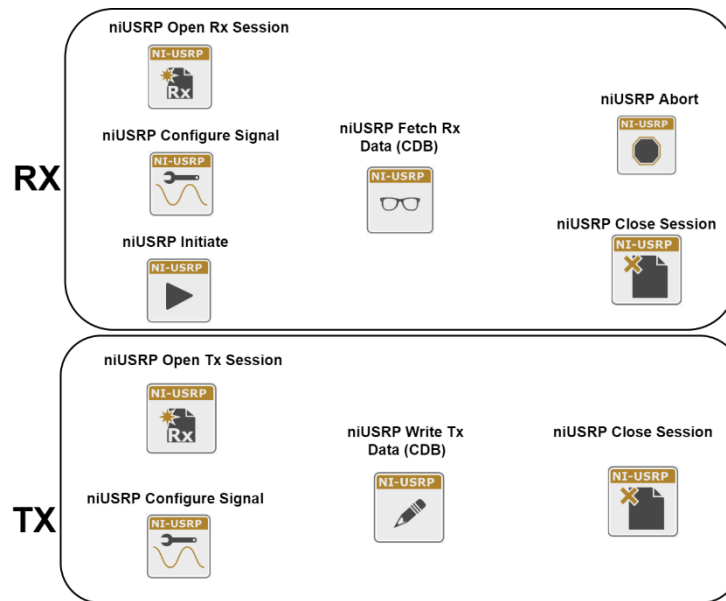 RX
niUSRP Open Rx Session
NI-USRP
Rx
niUSRP Configure Signal
NI-USRP
niUSRP Initiate
NI-USRP
niUSRP Fetch Rx
Data (CDB)
NI-USRP
niUSRP Abort
NI-USRP
niUSRP Close Session
NI-USRP
TX
niUSRP Open Tx Session
NI-USRP
Rx
niUSRP Configure Signal
NI-USRP
niUSRP Write Tx
Data (CDB)
NI-USRP
niUSRP Close Session
NI-USRP